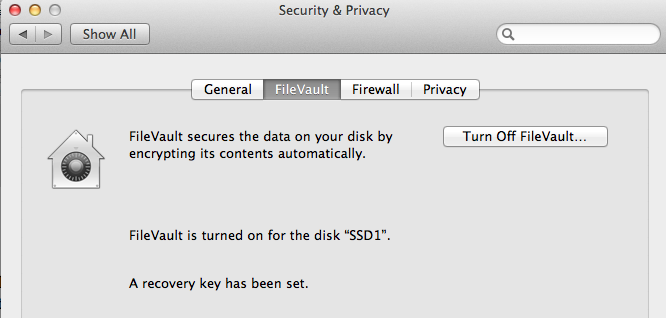 Security & Privacy
Show All
General FileVault Firewall Privacy
FileVault secures the data on your disk by
encrypting its contents automatically.
Turn Off FileVault...
FileVault is turned on for the disk “SSD1”.
A recovery key has been set.